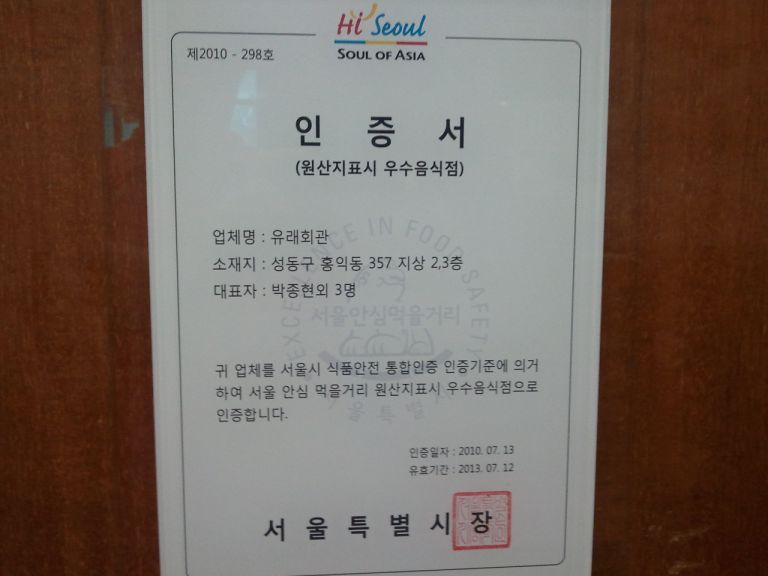 Hi Seoul
SOUL OF ASIA
제2010 - 298호
인 증 서
(원산지표시 우수음식점)
업체명 : 유래회관
소재지 : 성동구 홍익동 357 지상 2,3층
대표자 : 박종현외 3명
EXCELLENCE IN FOOD SAFETY
서울안심먹을거리
서울특별시
귀 업체를 서울시 식품안전 통합인증 인증기준에 의거
하여 서울 안심 먹을거리 원산지표시 우수음식점으로
인증합니다.
인증일자 : 2010. 07. 13
유효기간 : 2013. 07. 12
서 울 특 별 시 장